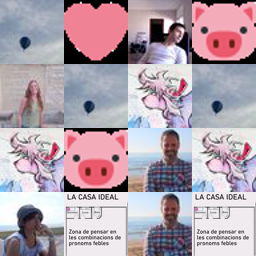 LA CASA IDEAL
LA CASA IDEAL
Zona de pensar en
les combinacions de
pronoms febles
Zona de pensar en
les combinacions de
pronoms febles